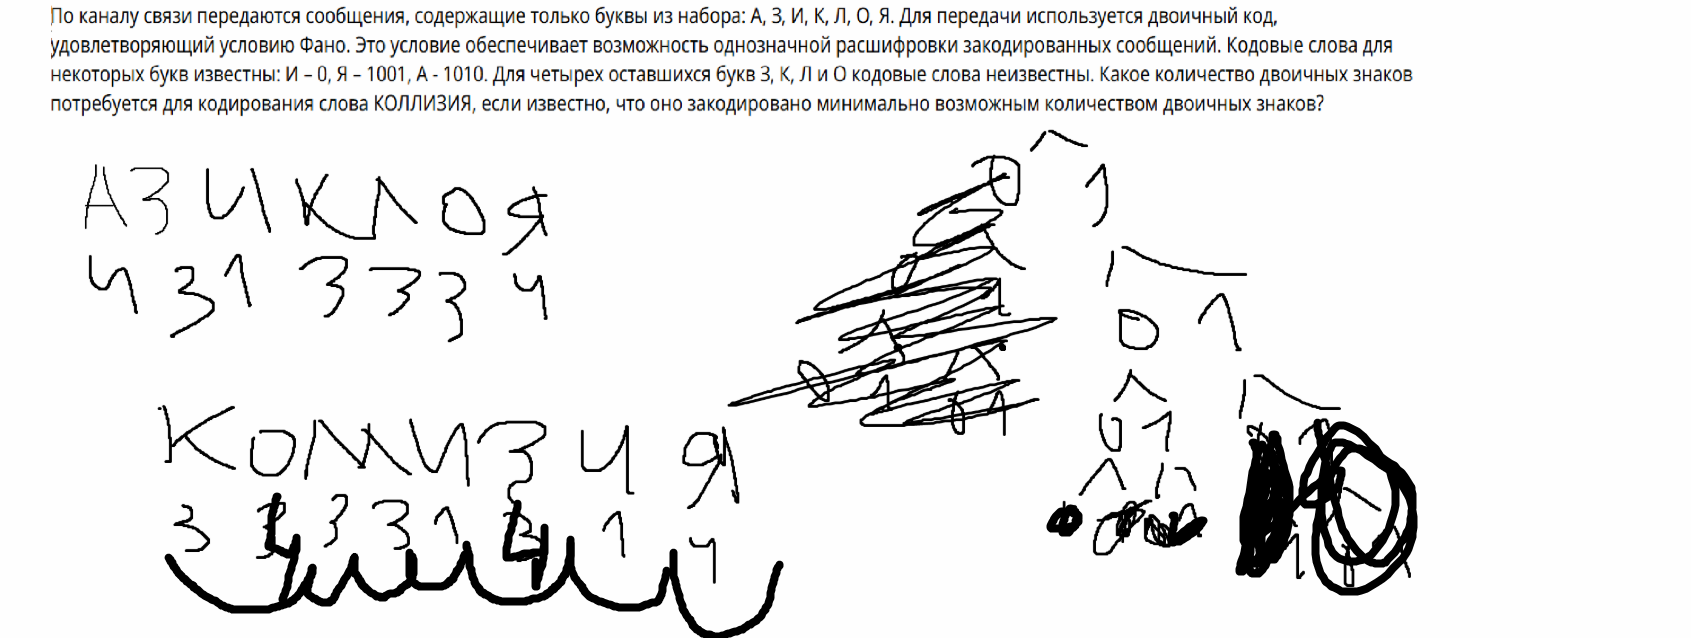 По каналу связи передаются сообщения, содержащие только буквы из набора: А, З, И, К, Л, О, Я. Для передачи используется двоичный код,
удовлетворяющий условию Фано. Это условие обеспечивает возможность однозначной расшифровки закодированных сообщений. Кодовые слова для
некоторых букв известны: И – 0, Я – 1001, А - 1010. Для четырех оставшихся букв З, К, Л и О кодовые слова неизвестны. Какое количество двоичных знаков
потребуется для кодирования слова КОЛЛИЗИЯ, если известно, что оно закодировано минимально возможным количеством двоичных знаков?
0 1
А З И К Л О Я
4 3 1 3 3 3 4
0 1
0 1
К О Л Л И З И Я
3 4 3 3 1 4 1 4